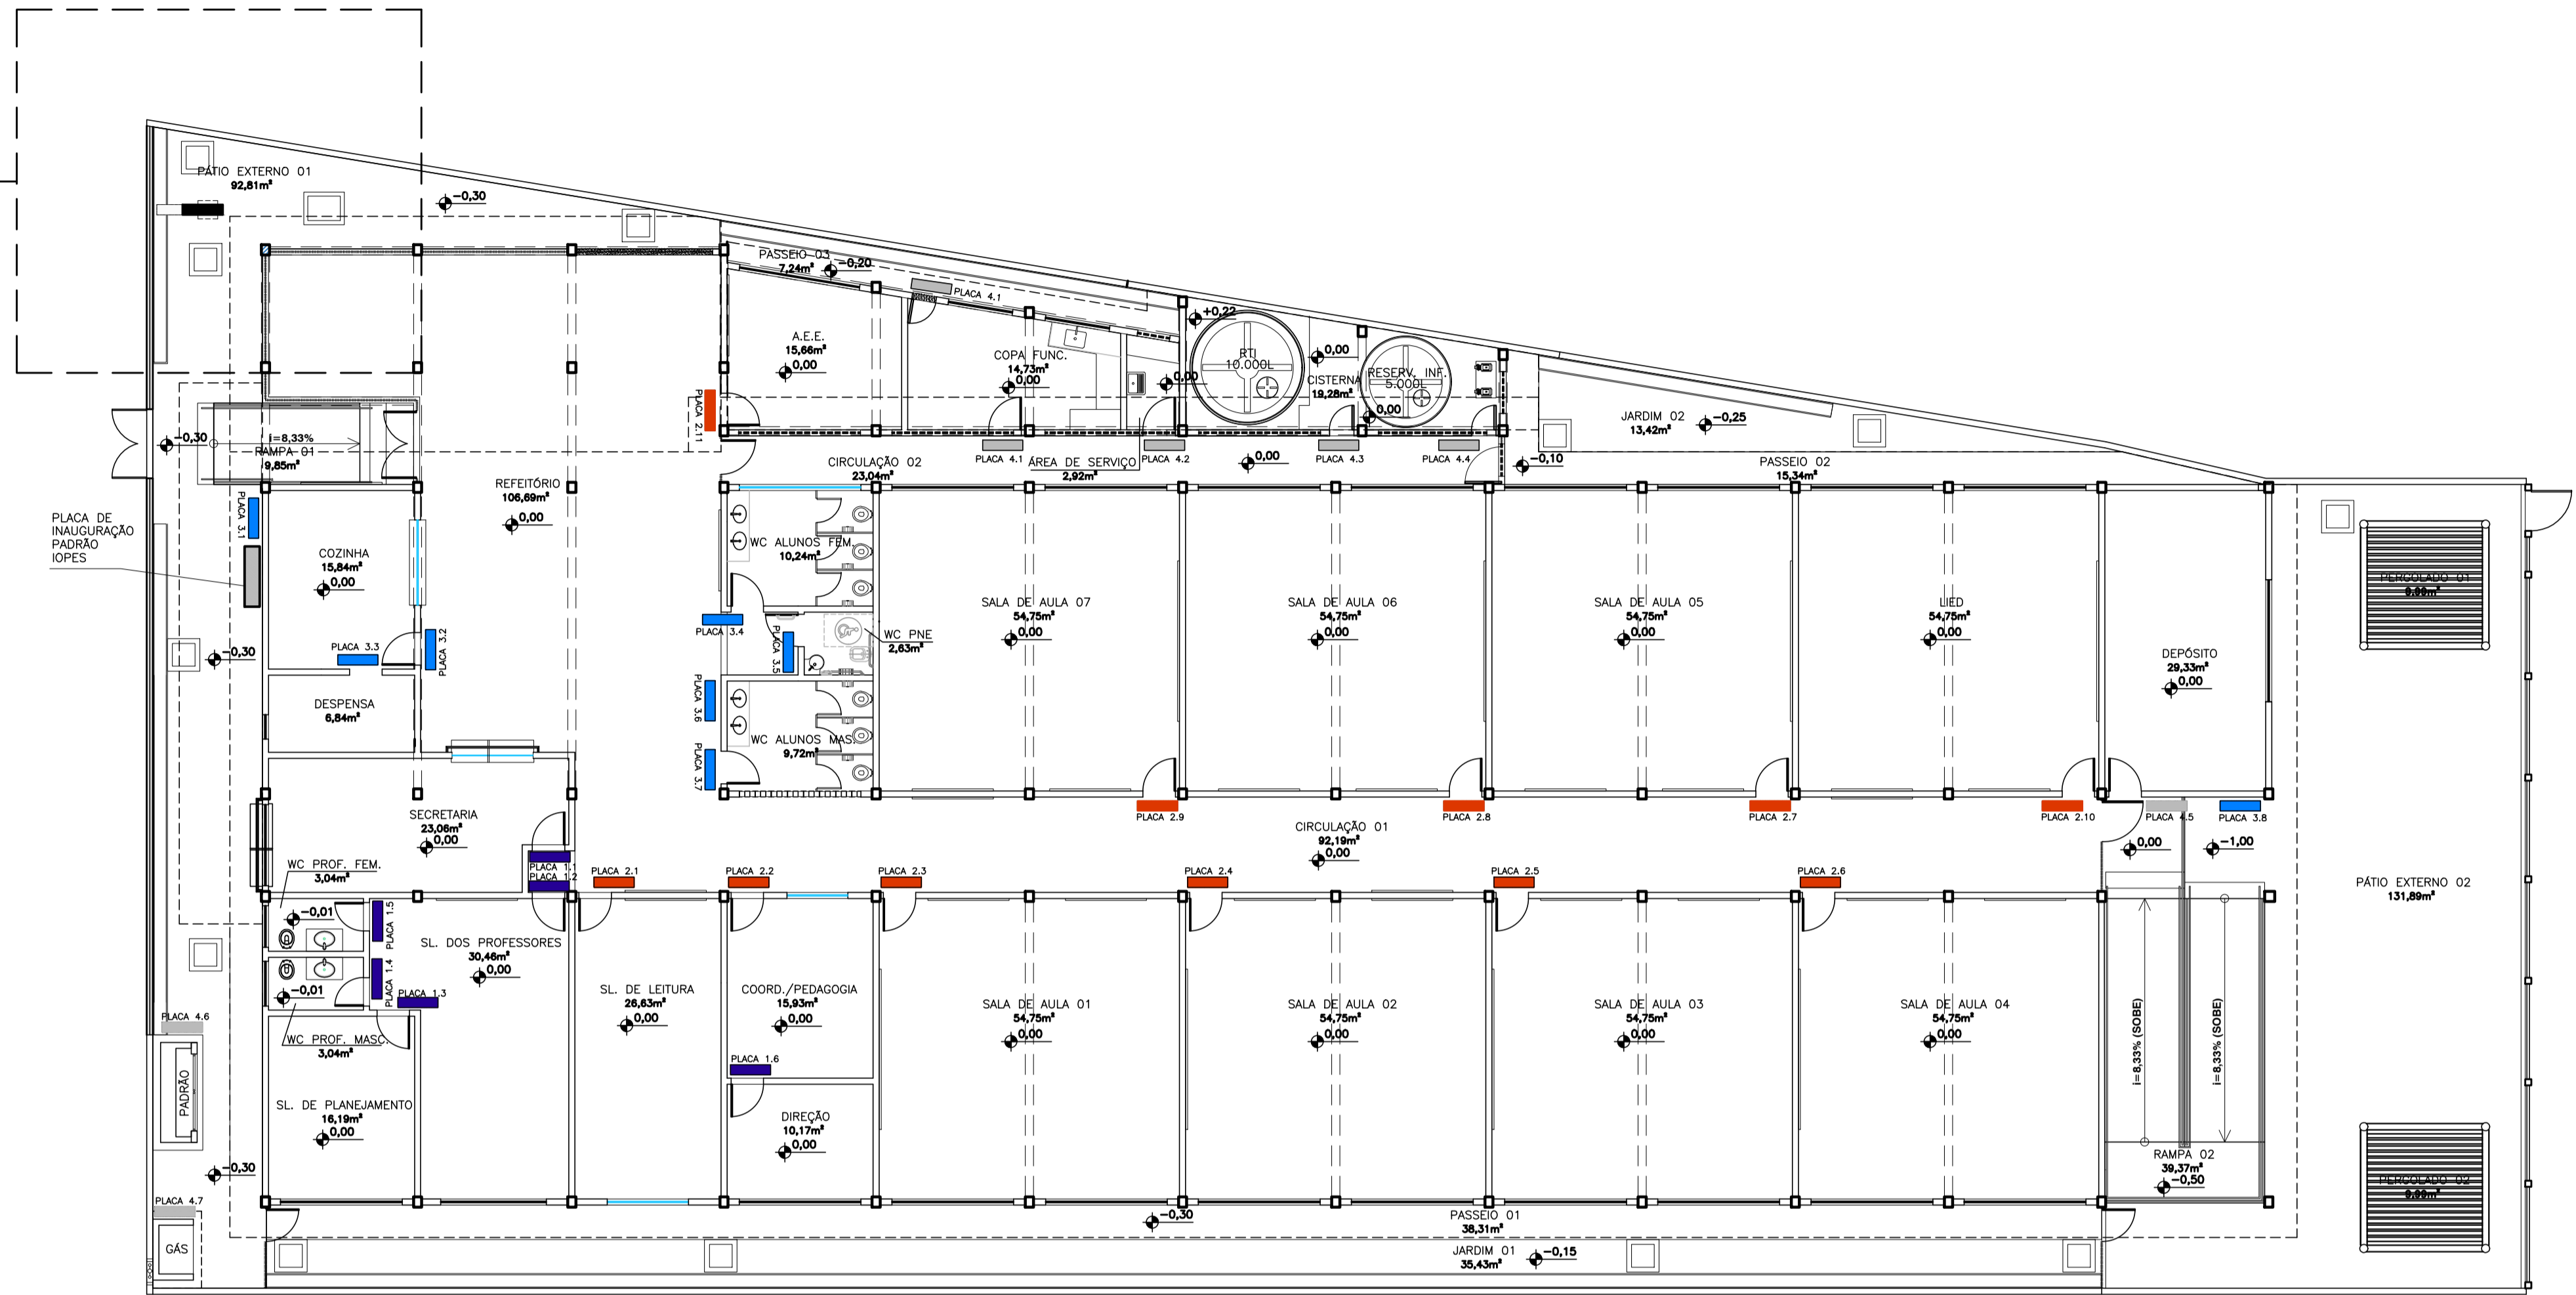 PÁTIO EXTERNO 01
92,81m²
-0,30
PASSEIO 03
7,24m²
-0,20
PLACA 4.1
+0,22
A.E.E.
15,66m²
0,00
COPA FUNC.
14,73m²
0,00
0,00
RTI
10.000L
0,00
CISTERNA
19,28m²
RESERV. INF.
5.000L
0,00
PLACA 2.11
JARDIM 02
13,42m²
-0,25
-0,30
i=8,33%
RAMPA 01
9,85m²
PLACA 4.1
PLACA 4.2
PLACA 4.3
PLACA 4.4
CIRCULAÇÃO 02
23,04m²
ÁREA DE SERVIÇO
2,92m²
0,00
-0,10
PASSEIO 02
15,34m²
REFEITÓRIO
106,69m²
0,00
PLACA 3.1
PLACA DE
INAUGURAÇÃO
PADRÃO
IOPES
COZINHA
15,84m²
0,00
WC ALUNOS FEM.
10,24m²
PERGOLADO 01
9,99m²
SALA DE AULA 07
54,75m²
0,00
SALA DE AULA 06
54,75m²
0,00
SALA DE AULA 05
54,75m²
0,00
LIED
54,75m²
0,00
PLACA 3.4
WC PNE
2,63m²
PLACA 3.5
PLACA 3.3
PLACA 3.2
-0,30
DEPÓSITO
29,33m²
0,00
DESPENSA
6,84m²
PLACA 3.6
WC ALUNOS MAS.
9,72m²
PLACA 3.7
SECRETARIA
23,06m²
0,00
PLACA 2.9
PLACA 2.8
PLACA 2.7
PLACA 2.10
PLACA 4.5
PLACA 3.8
CIRCULAÇÃO 01
92,19m²
0,00
0,00
-1,00
WC PROF. FEM.
3,04m²
PLACA 1.1
PLACA 1.2
PLACA 2.1
PLACA 2.2
PLACA 2.3
PLACA 2.4
PLACA 2.5
PLACA 2.6
PÁTIO EXTERNO 02
131,89m²
-0,01
PLACA 1.5
SL. DOS PROFESSORES
30,46m²
0,00
-0,01
PLACA 1.4
PLACA 1.3
SL. DE LEITURA
26,63m²
0,00
COORD./PEDAGOGIA
15,93m²
0,00
SALA DE AULA 01
54,75m²
0,00
SALA DE AULA 02
54,75m²
0,00
SALA DE AULA 03
54,75m²
0,00
SALA DE AULA 04
54,75m²
0,00
i=8,33% (SOBE)
i=8,33% (SOBE)
PLACA 4.6
WC PROF. MASC.
3,04m²
PLACA 1.6
PADRÃO
SL. DE PLANEJAMENTO
16,19m²
0,00
DIREÇÃO
10,17m²
0,00
RAMPA 02
39,37m²
-0,50
-0,30
PERGOLADO 02
9,99m²
PLACA 4.7
-0,30
PASSEIO 01
38,31m²
GÁS
JARDIM 01
35,43m²
-0,15